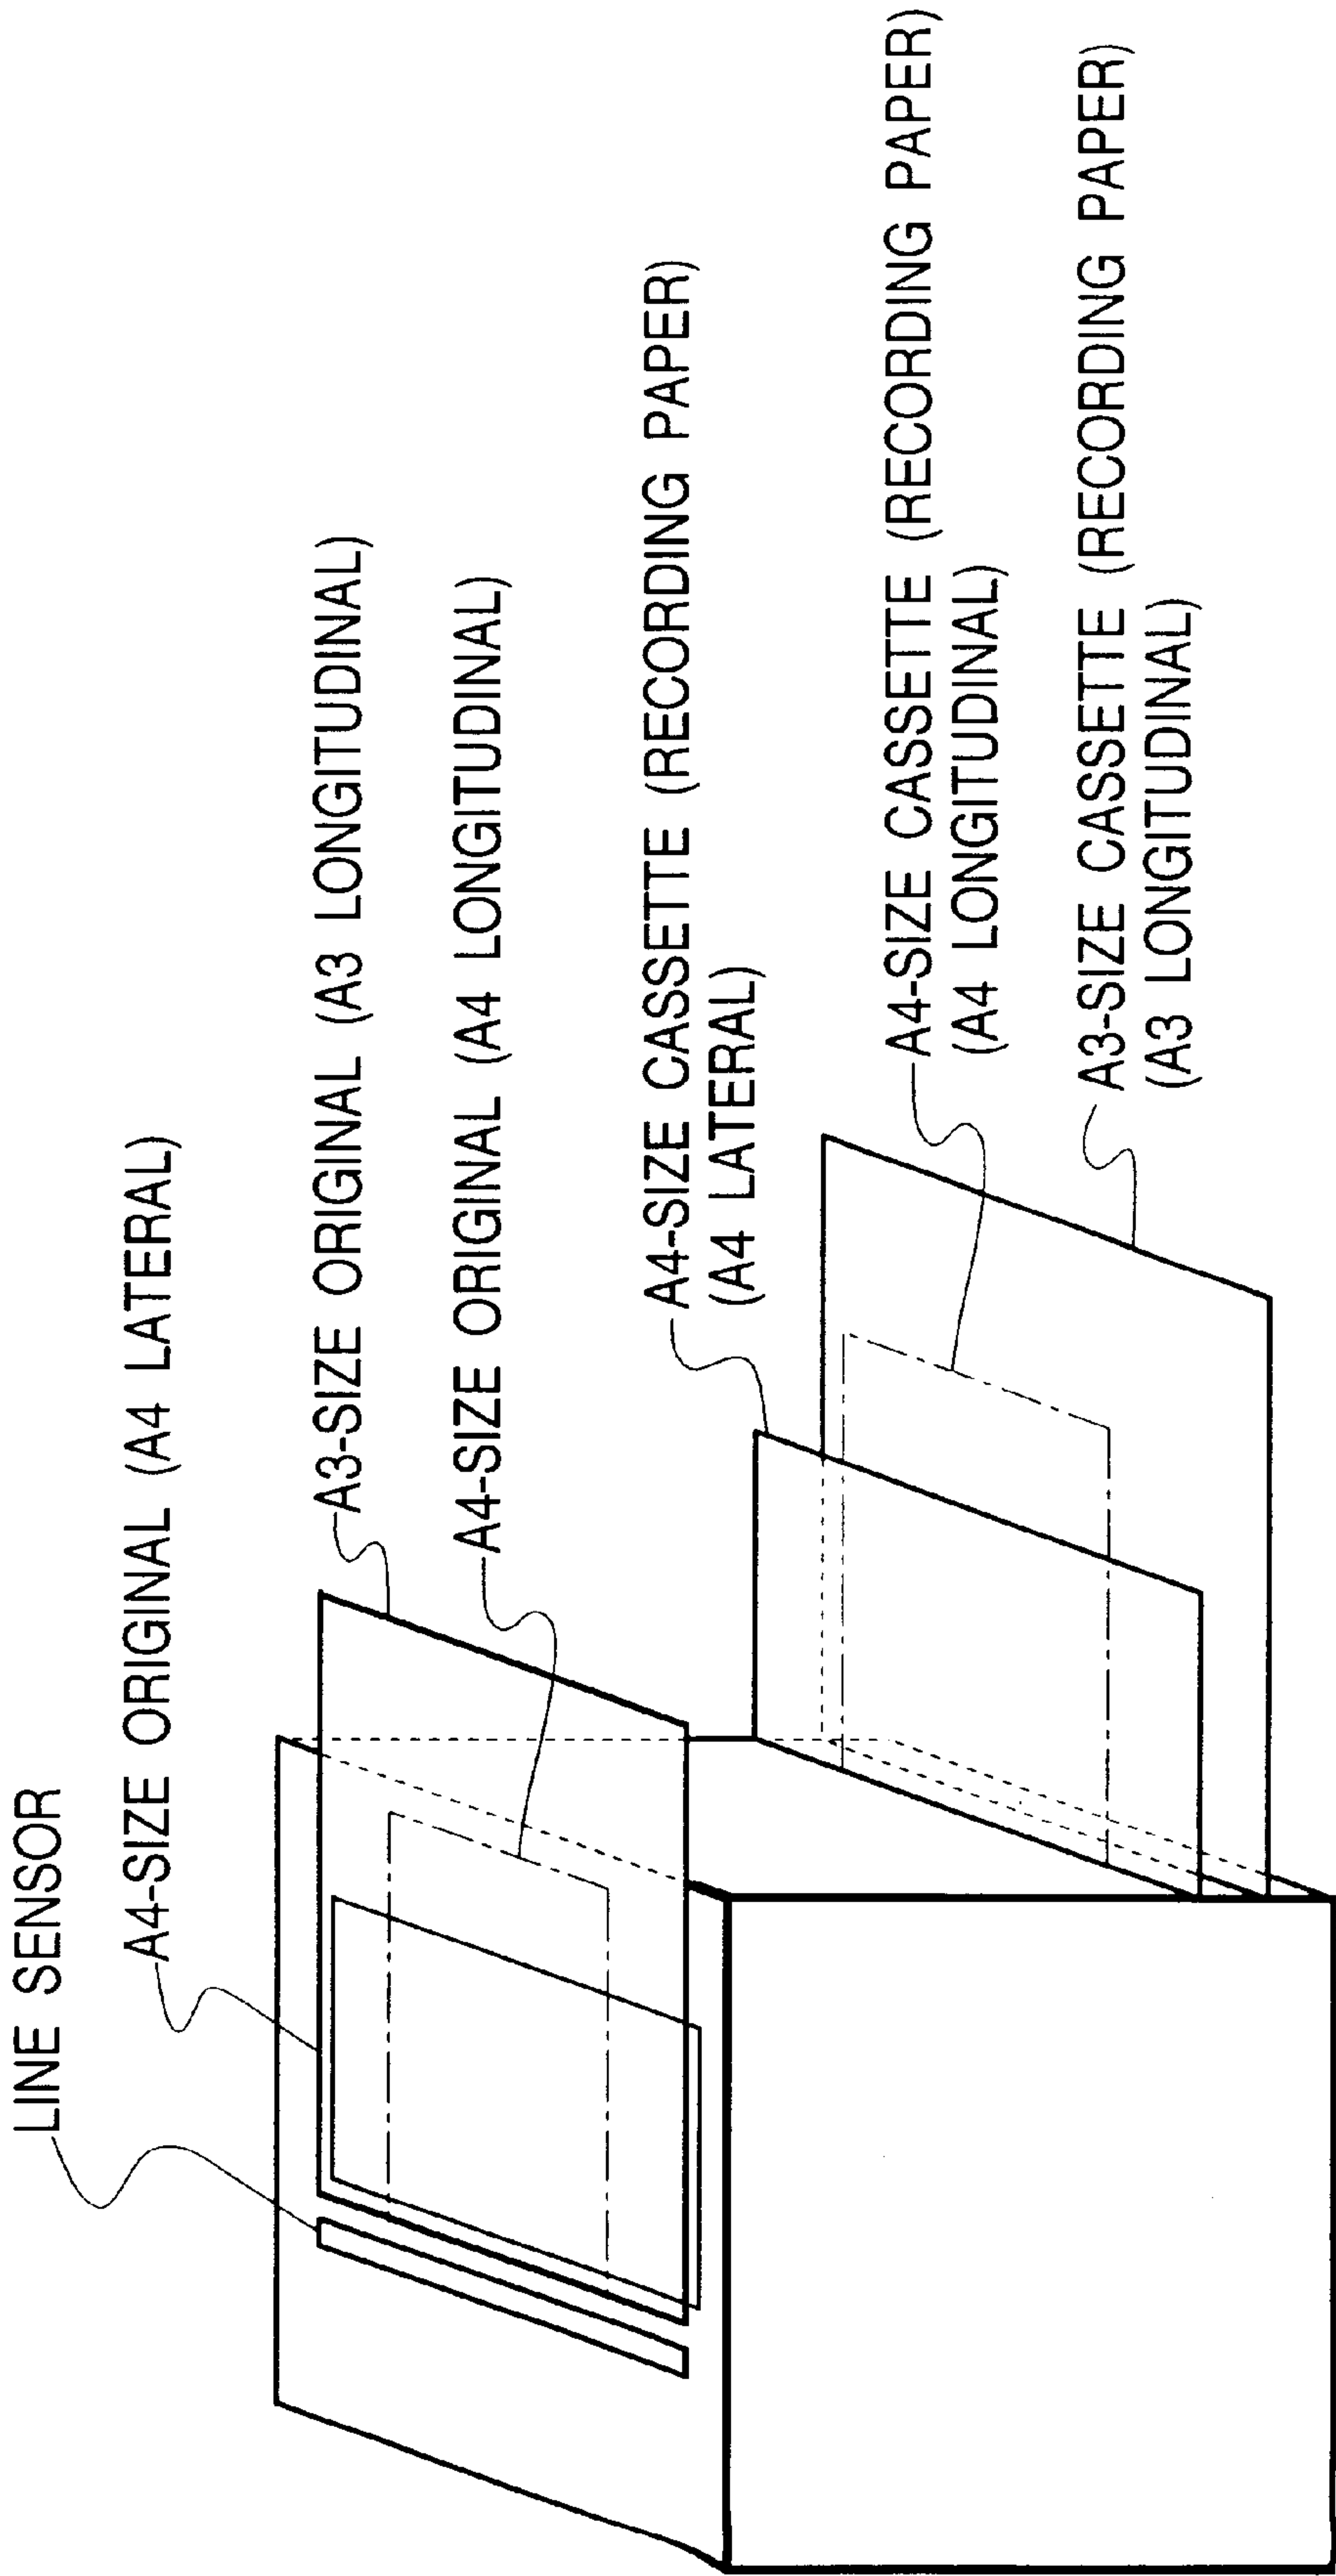 LINE SENSOR
A4-SIZE ORIGINAL (A4 LATERAL)
A3-SIZE ORIGINAL (A3 LONGITUDINAL)
A4-SIZE ORIGINAL (A4 LONGITUDINAL)
A4-SIZE CASSETTE (RECORDING PAPER)
(A4 LATERAL)
A4-SIZE CASSETTE (RECORDING PAPER)
(A4 LONGITUDINAL)
A3-SIZE CASSETTE (RECORDING PAPER)
(A3 LONGITUDINAL)